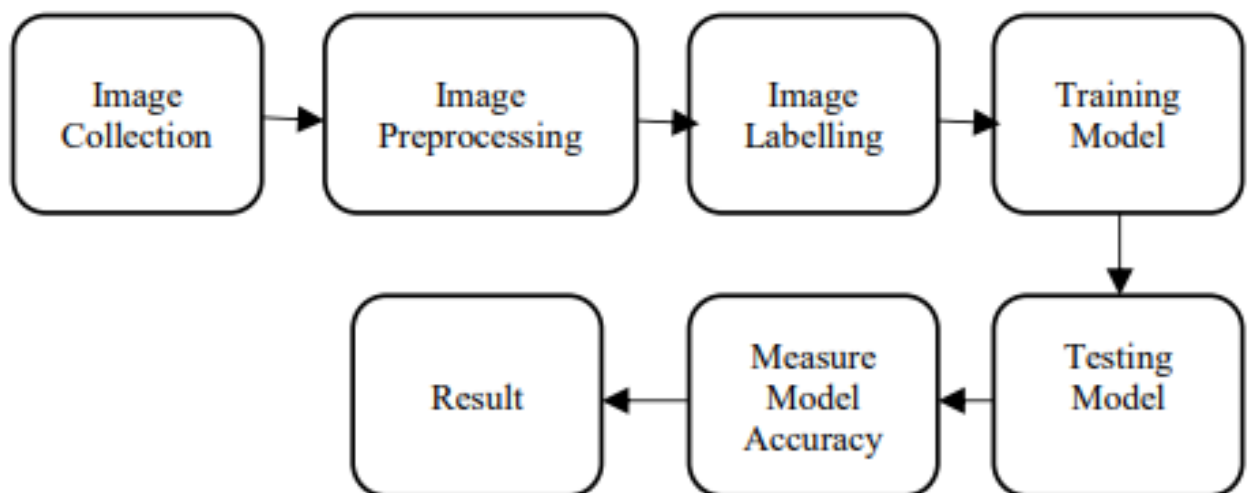 Image
Collection
Image
Preprocessing
Image
Labelling
Training
Model
Testing
Model
Measure
Model
Accuracy
Result